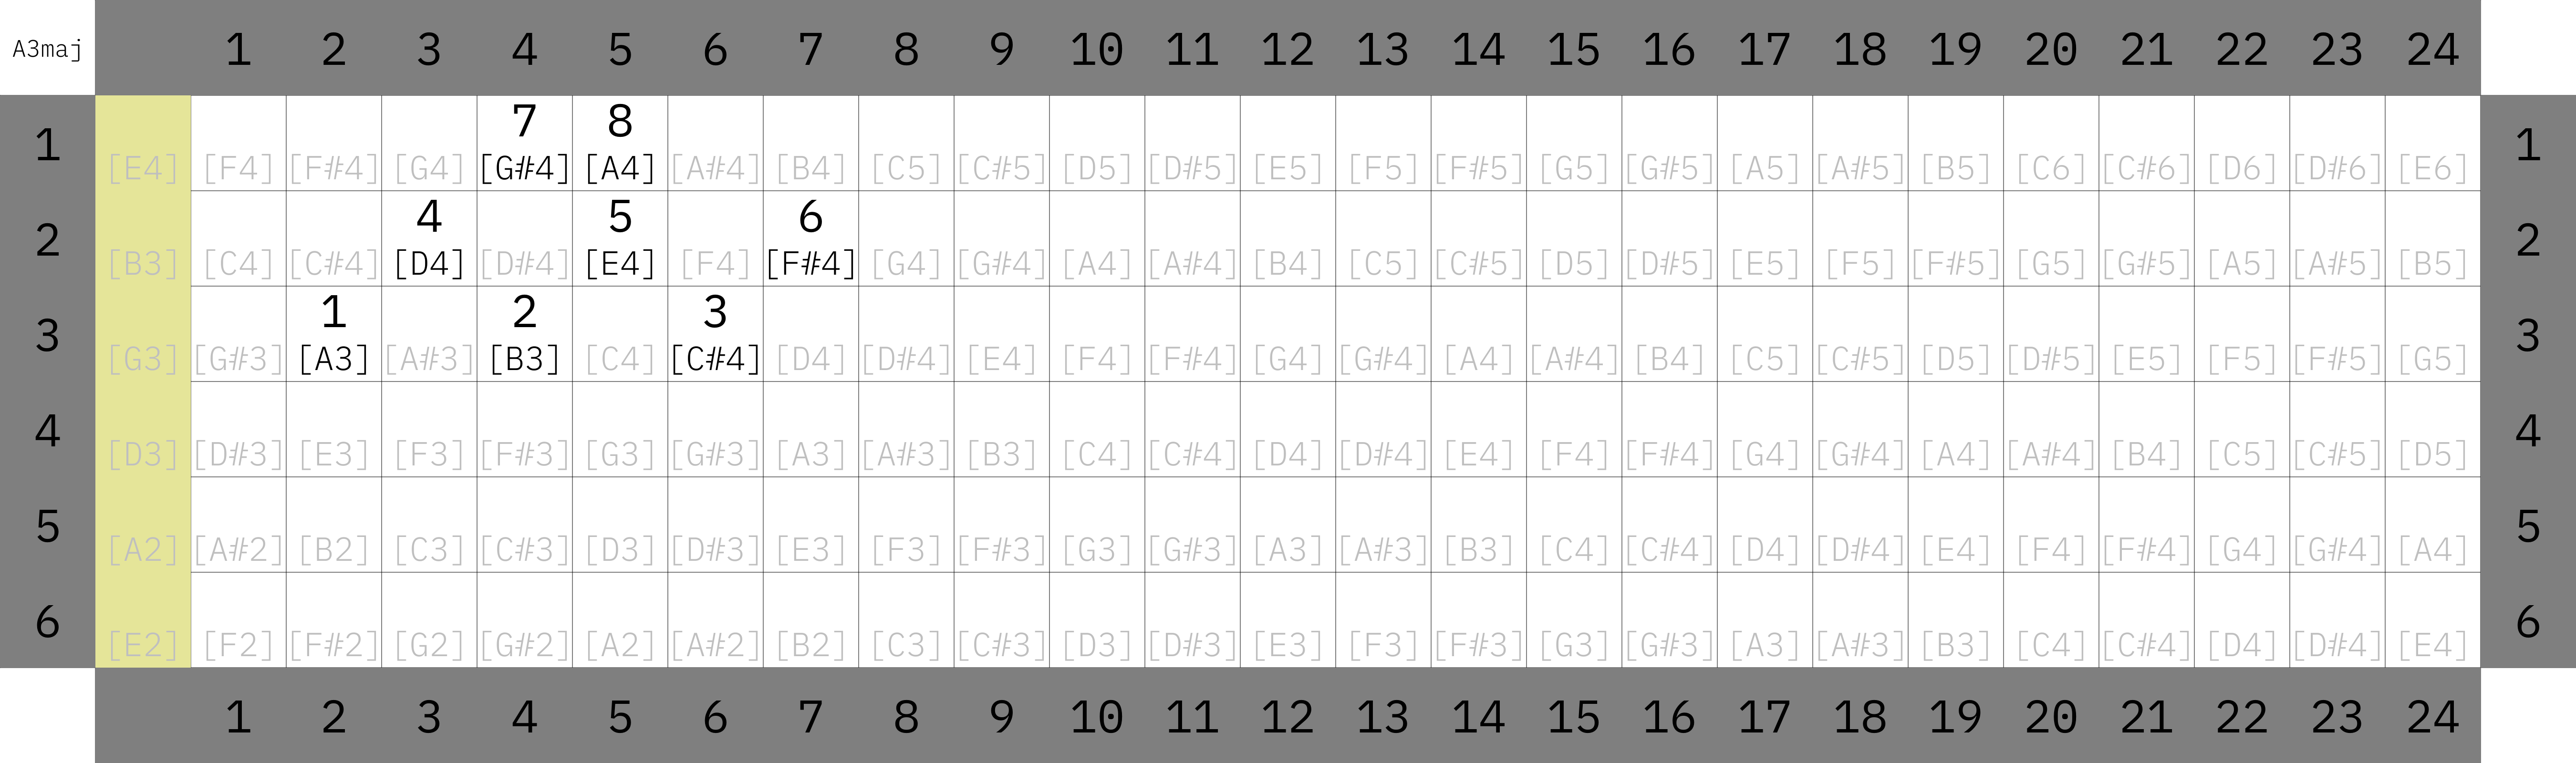 A3maj 1 2 3 4 5 6 7 8 9 10 11 12 13 14 15 16 17 18 19 20 21 22 23 24
7 8
1 [E4] [F4] [F#4] [G4] [G#4] [A4] [A#4] [B4] [C5] [C#5] [D5] [D#5] [E5] [F5] [F#5] [G5] [G#5] [A5] [A#5] [B5] [C6] [C#6] [D6] [D#6] [E6] 1
4 5 6
2 [B3] [C4] [C#4] [D4] [D#4] [E4] [F4] [F#4] [G4] [G#4] [A4] [A#4] [B4] [C5] [C#5] [D5] [D#5] [E5] [F5] [F#5] [G5] [G#5] [A5] [A#5] [B5] 2
1 2 3
3 [G3] [G#3] [A3] [A#3] [B3] [C4] [C#4] [D4] [D#4] [E4] [F4] [F#4] [G4] [G#4] [A4] [A#4] [B4] [C5] [C#5] [D5] [D#5] [E5] [F5] [F#5] [G5] 3
4 [D3] [D#3] [E3] [F3] [F#3] [G3] [G#3] [A3] [A#3] [B3] [C4] [C#4] [D4] [D#4] [E4] [F4] [F#4] [G4] [G#4] [A4] [A#4] [B4] [C5] [C#5] [D5] 4
5 [A2] [A#2] [B2] [C3] [C#3] [D3] [D#3] [E3] [F3] [F#3] [G3] [G#3] [A3] [A#3] [B3] [C4] [C#4] [D4] [D#4] [E4] [F4] [F#4] [G4] [G#4] [A4] 5
6 [E2] [F2] [F#2] [G2] [G#2] [A2] [A#2] [B2] [C3] [C#3] [D3] [D#3] [E3] [F3] [F#3] [G3] [G#3] [A3] [A#3] [B3] [C4] [C#4] [D4] [D#4] [E4] 6
1 2 3 4 5 6 7 8 9 10 11 12 13 14 15 16 17 18 19 20 21 22 23 24